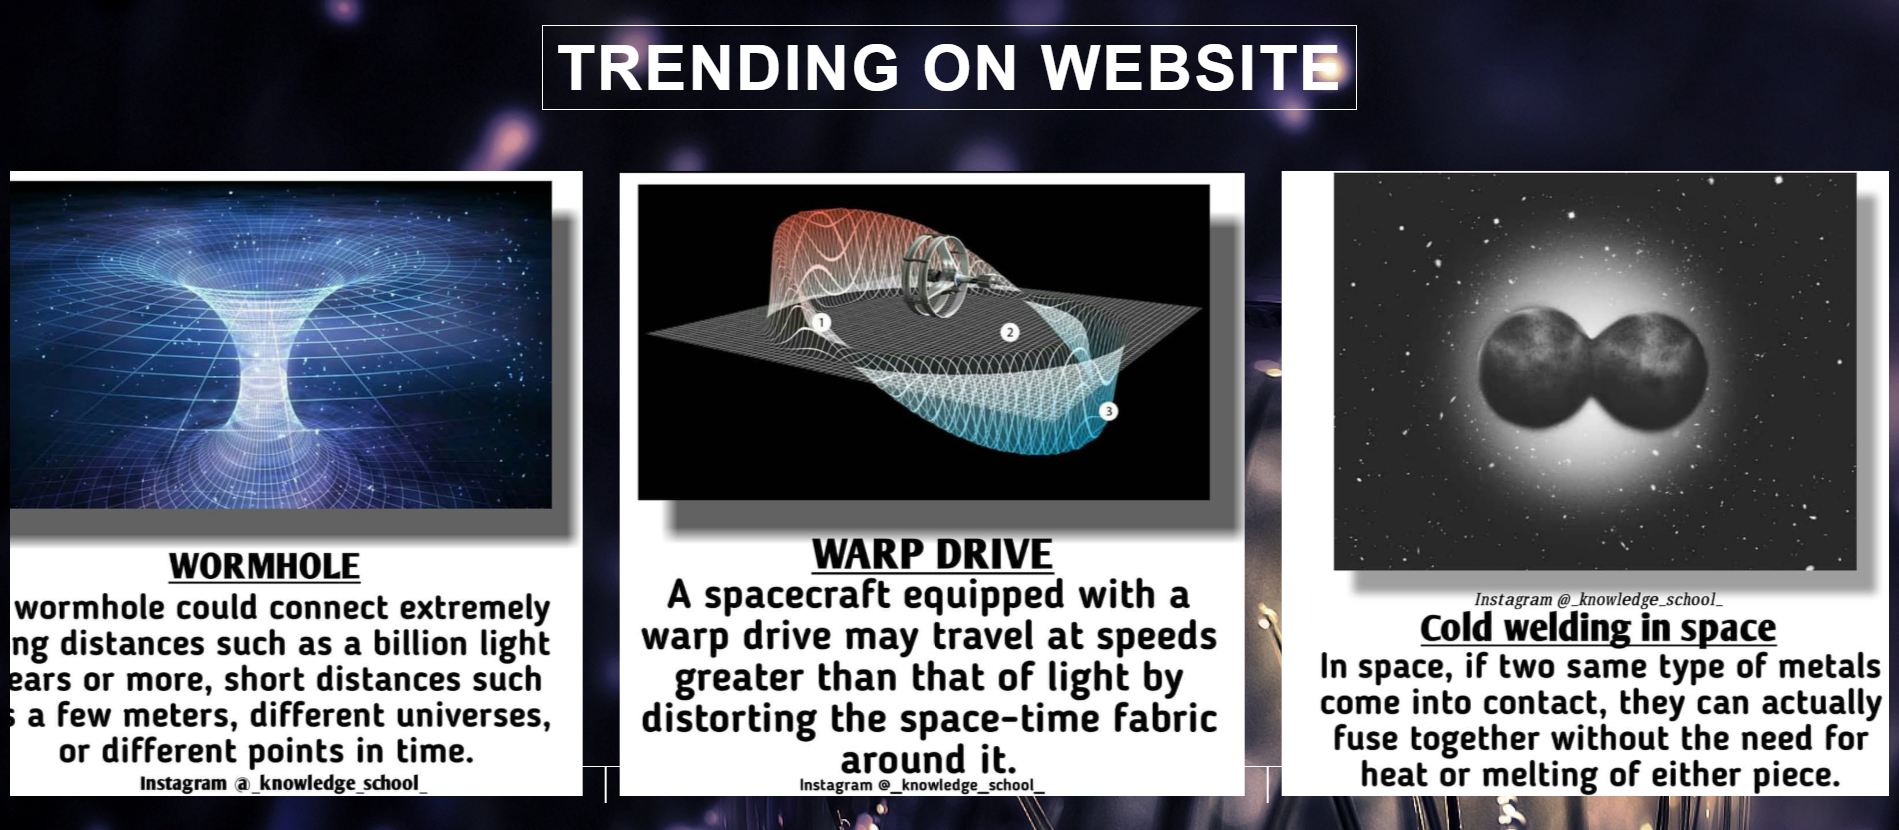 TRENDING ON WEBSITE
WORMHOLE
wormhole could connect extremely
ng distances such as a billion light
ears or more, short distances such
s a few meters, different universes,
or different points in time.
Instagram @_knowledge_school_
1
2
3
WARP DRIVE
A spacecraft equipped with a
warp drive may travel at speeds
greater than that of light by
distorting the space-time fabric
around it.
Instagram @_knowledge_school_
Instagram @_knowledge_school_
Cold welding in space
In space, if two same type of metals
come into contact, they can actually
fuse together without the need for
heat or melting of either piece.